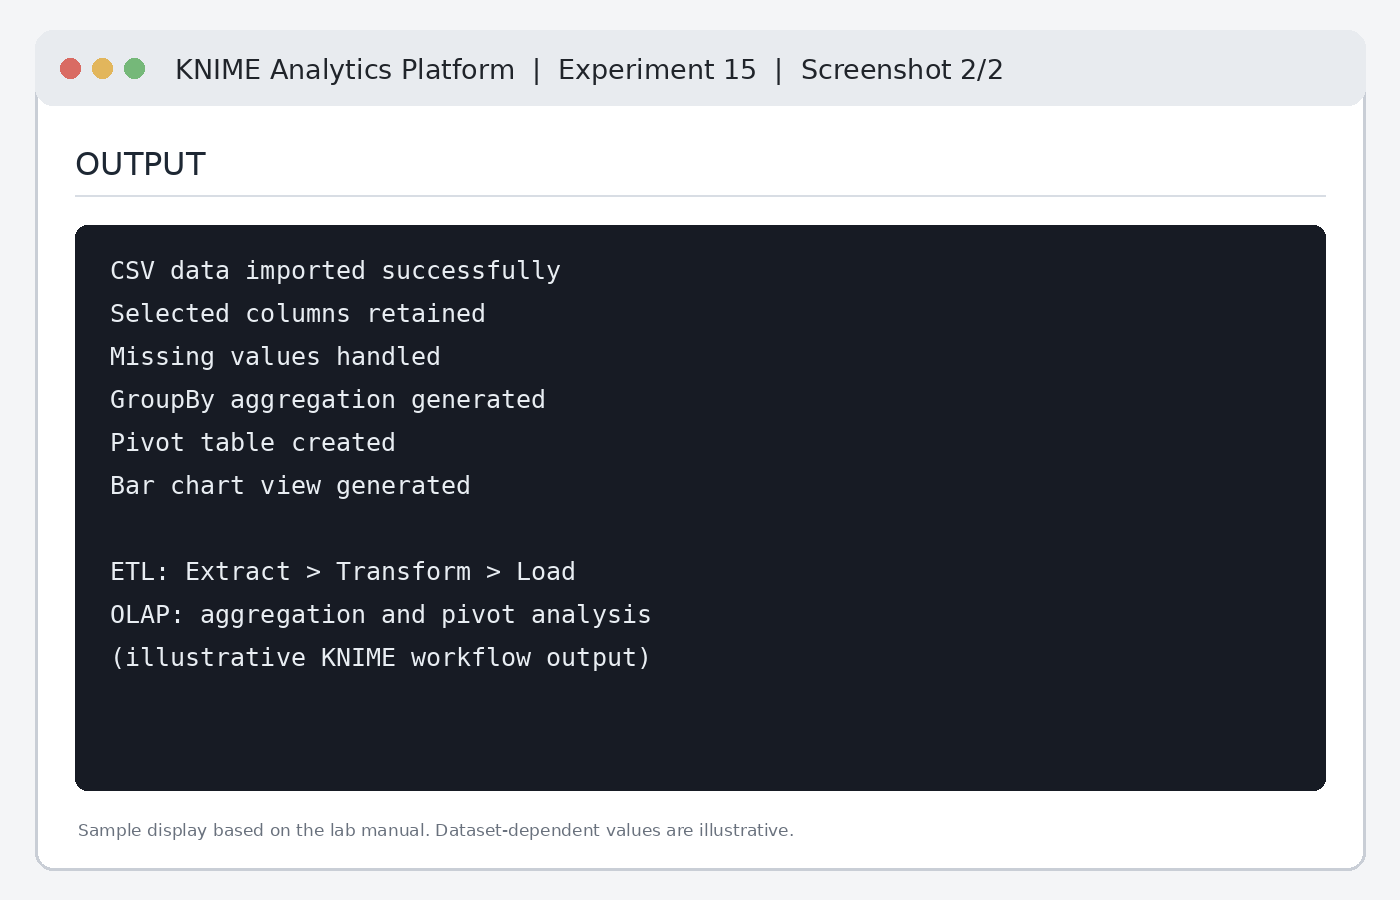 KNIME Analytics Platform | Experiment 15 | Screenshot 2/2
OUTPUT
CSV data imported successfully
Selected columns retained
Missing values handled
GroupBy aggregation generated
Pivot table created
Bar chart view generated
ETL: Extract > Transform > Load
OLAP: aggregation and pivot analysis
(illustrative KNIME workflow output)
Sample display based on the lab manual. Dataset-dependent values are illustrative.